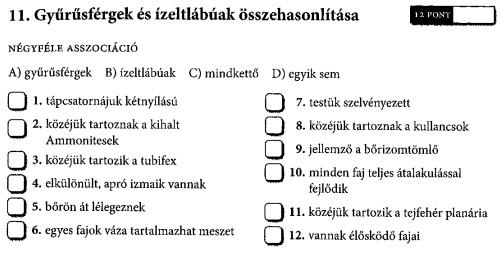 11. Gyűrűsférgek és ízeltlábúak összehasonlítása
12 PONT
NÉGYFÉLE ASSZOCIÁCIÓ
A) gyűrűsférgek B) ízeltlábúak C) mindkettő D) egyik sem
1. tápcsatornájuk kétnyílású
2. közéjük tartoznak a kihalt
Ammonitesek
3. közéjük tartozik a tubifex
4. elkülönült, apró izmaik vannak
5. bőrön át lélegeznek
6. egyes fajok váza tartalmazhat meszet
7. testük szelvényezett
8. közéjük tartoznak a kullancsok
9. jellemző a bőrizomtömlő
10. minden faj teljes átalakulással
fejlődik
11. közéjük tartozik a tejfehér planária
12. vannak élősködő fajai